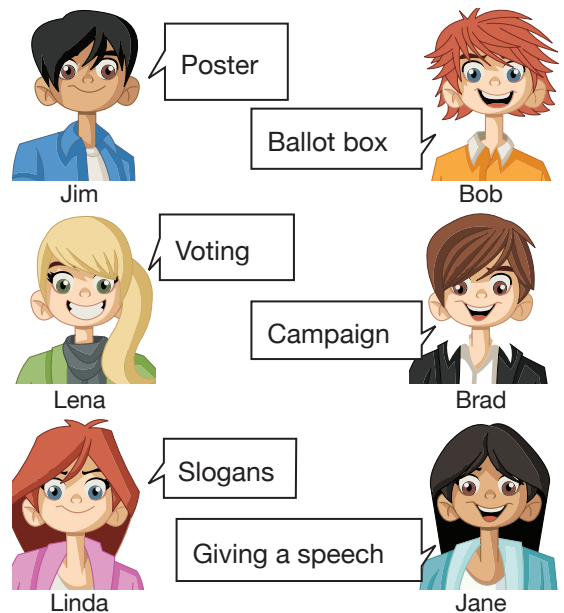 Poster
Ballot box
Jim
Bob
Voting
Campaign
Lena
Brad
Slogans
Giving a speech
Linda
Jane